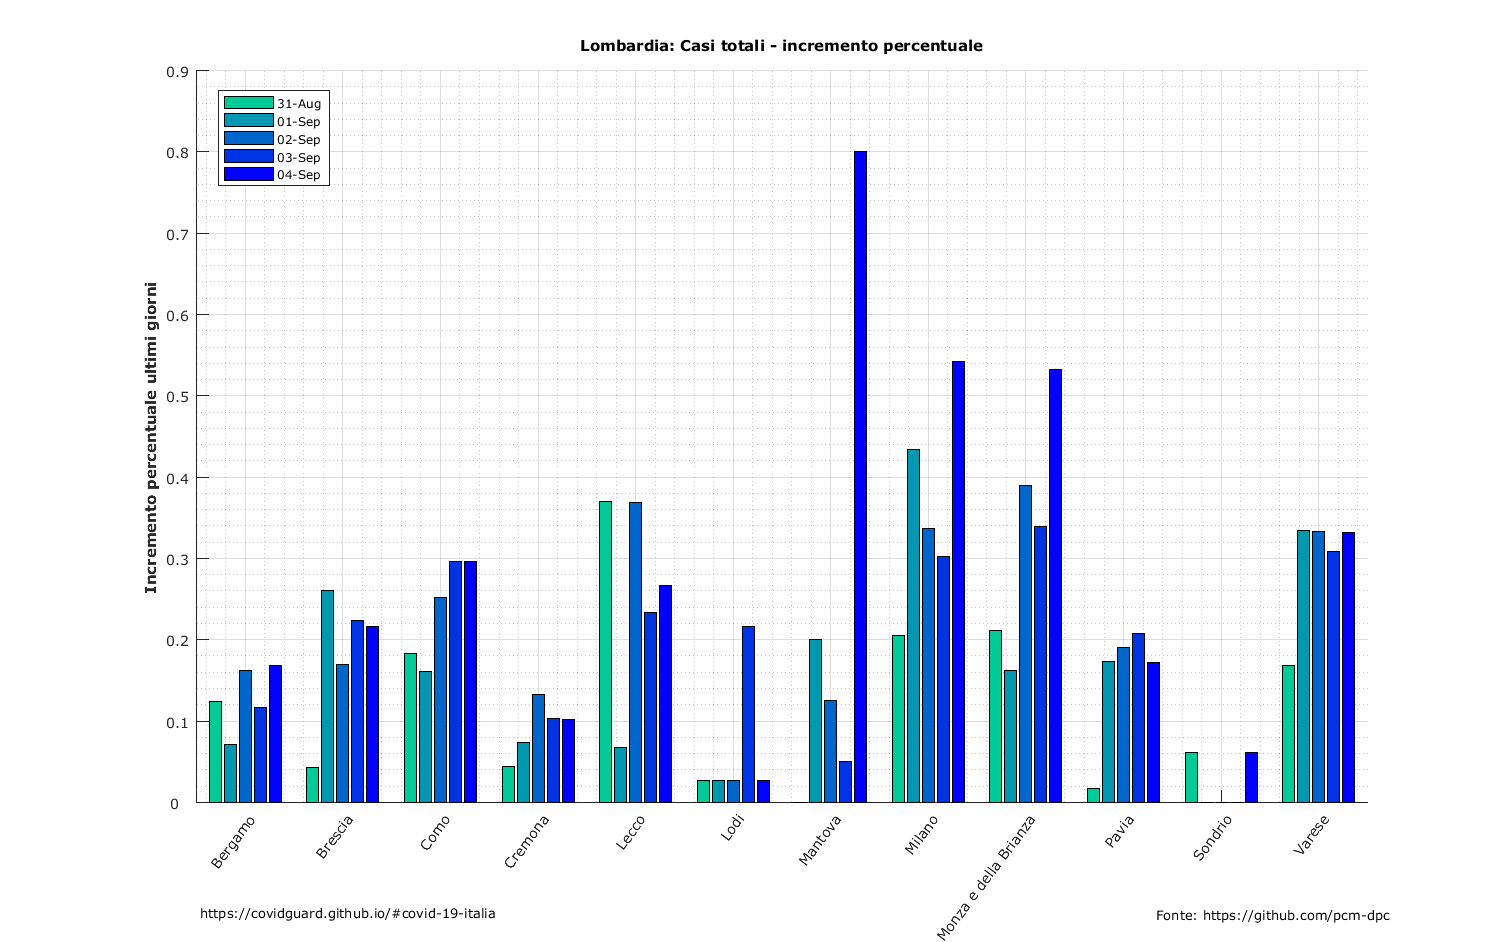 Lombardia: Casi totali - incremento percentuale
0.9
0.8
0.7
0.6
0.5
0.4
0.3
0.2
0.1
0
Incremento percentuale ultimi giorni
31-Aug
01-Sep
02-Sep
03-Sep
04-Sep
Bergamo
Brescia
Como
Cremona
Lecco
Lodi
Mantova
Milano
Monza e della Brianza
Pavia
Sondrio
Varese
https://covidguard.github.io/#covid-19-italia
Fonte: https://github.com/pcm-dpc